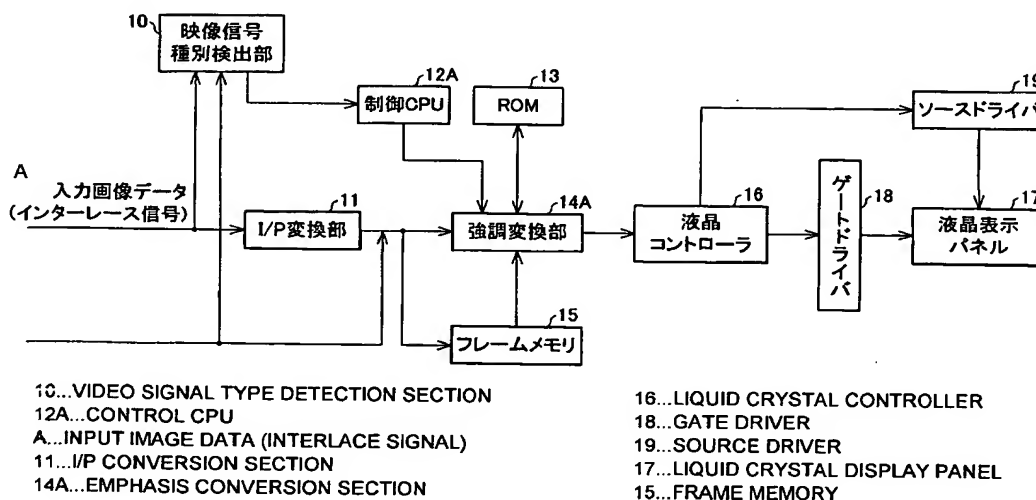 10
映像信号
種別検出部
12A
制御CPU
13
ROM
19
ソースドライバ
A
入力画像データ
(インターレース信号)
11
I/P変換部
14A
強調変換部
16
液晶
コントローラ
ゲートドライバ
18
17
液晶表示
パネル
15
フレームメモリ
10...VIDEO SIGNAL TYPE DETECTION SECTION
12A...CONTROL CPU
A...INPUT IMAGE DATA (INTERLACE SIGNAL)
11...I/P CONVERSION SECTION
14A...EMPHASIS CONVERSION SECTION
16...LIQUID CRYSTAL CONTROLLER
18...GATE DRIVER
19...SOURCE DRIVER
17...LIQUID CRYSTAL DISPLAY PANEL
15...FRAME MEMORY